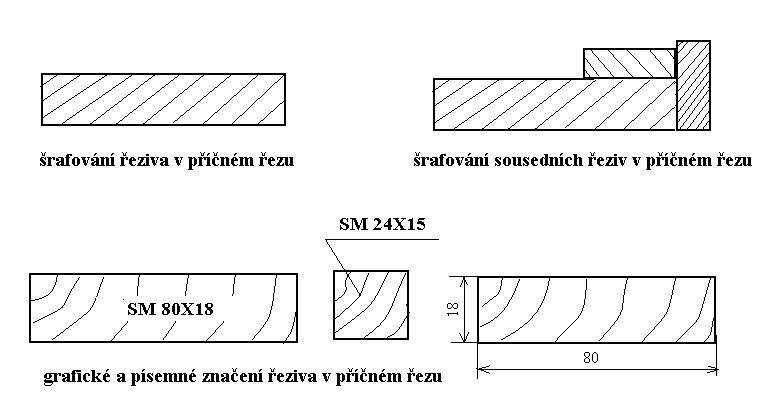 šrafování řeziva v příčném řezu
šrafování sousedních řeziv v příčném řezu
SM 24X15
SM 80X18
18
80
grafické a písemné značení řeziva v příčném řezu